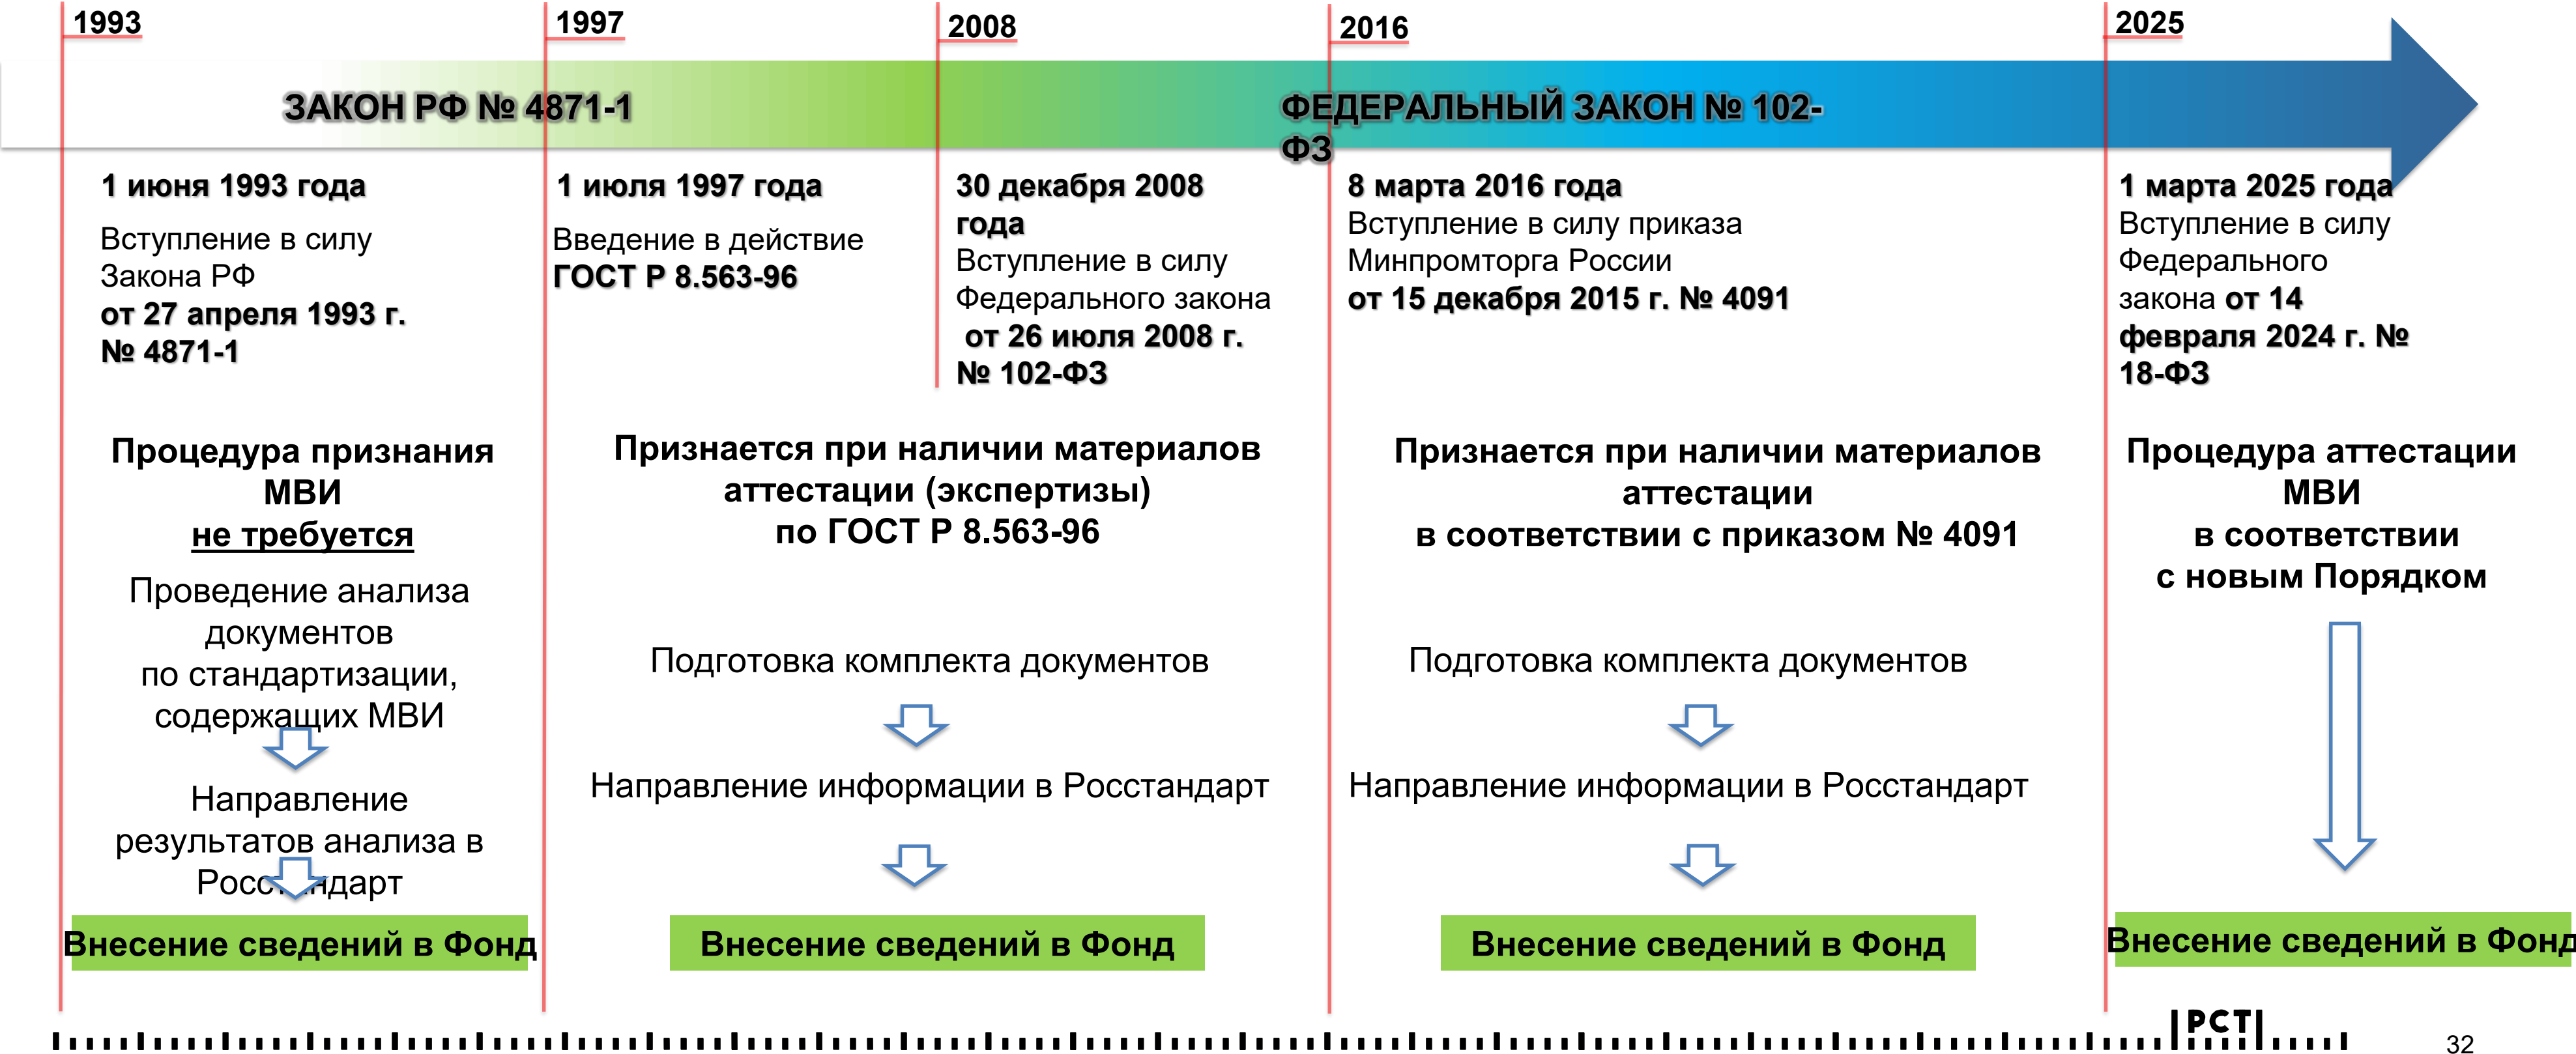 1993
1997
2008
2016
2025
ЗАКОН РФ № 4871-1
ФЕДЕРАЛЬНЫЙ ЗАКОН № 102-
ФЗ
1 июня 1993 года
Вступление в силу
Закона РФ
от 27 апреля 1993 г.
№ 4871-1
1 июля 1997 года
Введение в действие
ГОСТ Р 8.563-96
30 декабря 2008
года
Вступление в силу
Федерального закона
от 26 июля 2008 г.
№ 102-ФЗ
8 марта 2016 года
Вступление в силу приказа
Минпромторга России
от 15 декабря 2015 г. № 4091
1 марта 2025 года
Вступление в силу
Федерального
закона от 14
февраля 2024 г. №
18-ФЗ
Процедура признания
МВИ
не требуется
Проведение анализа
документов
по стандартизации,
содержащих МВИ
Направление
результатов анализа в
Росстандарт
Внесение сведений в Фонд
Признается при наличии материалов
аттестации (экспертизы)
по ГОСТ Р 8.563-96
Подготовка комплекта документов
Направление информации в Росстандарт
Внесение сведений в Фонд
Признается при наличии материалов
аттестации
в соответствии с приказом № 4091
Подготовка комплекта документов
Направление информации в Росстандарт
Внесение сведений в Фонд
Процедура аттестации
МВИ
в соответствии
с новым Порядком
Внесение сведений в Фонд
РСТ
32